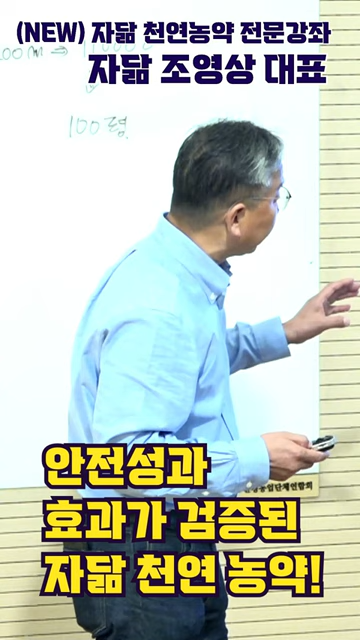 (NEW) 자닮 천연농약 전문강좌
자닮 조영상 대표
100평
안전성과
효과가 검증된
자닮 천연 농약!